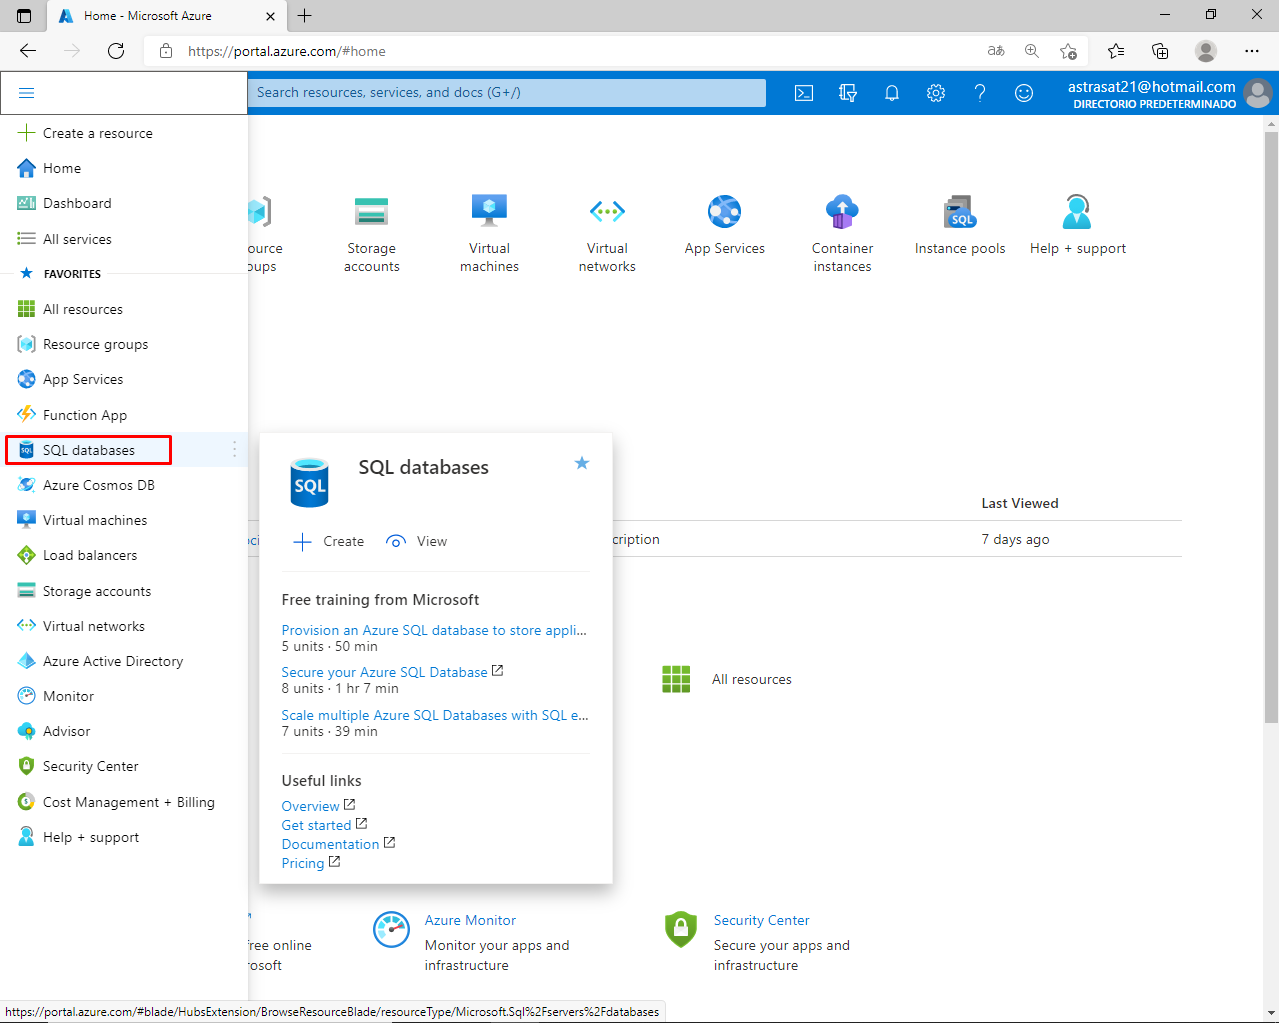 Home - Microsoft Azure
https://portal.azure.com/#home
Search resources, services, and docs (G+/)
astrasat21@hotmail.com
DIRECTORIO PREDETERMINADO
Create a resource
Home
Dashboard
All services
FAVORITES
All resources
Resource groups
App Services
Function App
SQL databases
Azure Cosmos DB
Virtual machines
Load balancers
Storage accounts
Virtual networks
Azure Active Directory
Monitor
Advisor
Security Center
Cost Management + Billing
Help + support
ource
oups
Storage
accounts
Virtual
machines
Virtual
networks
App Services
Container
instances
SQL
Instance pools
Help + support
SQL
SQL databases
Create
View
Free training from Microsoft
Provision an Azure SQL database to store appli...
5 units · 50 min
Secure your Azure SQL Database
8 units · 1 hr 7 min
Scale multiple Azure SQL Databases with SQL e...
7 units · 39 min
Useful links
Overview
Get started
Documentation
Pricing
Last Viewed
oci
cription
7 days ago
All resources
ree online
rosoft
Azure Monitor
Monitor your apps and
infrastructure
Security Center
Secure your apps and
infrastructure
https://portal.azure.com/#blade/HubsExtension/BrowseResourceBlade/resourceType/Microsoft.Sql%2Fservers%2Fdatabases